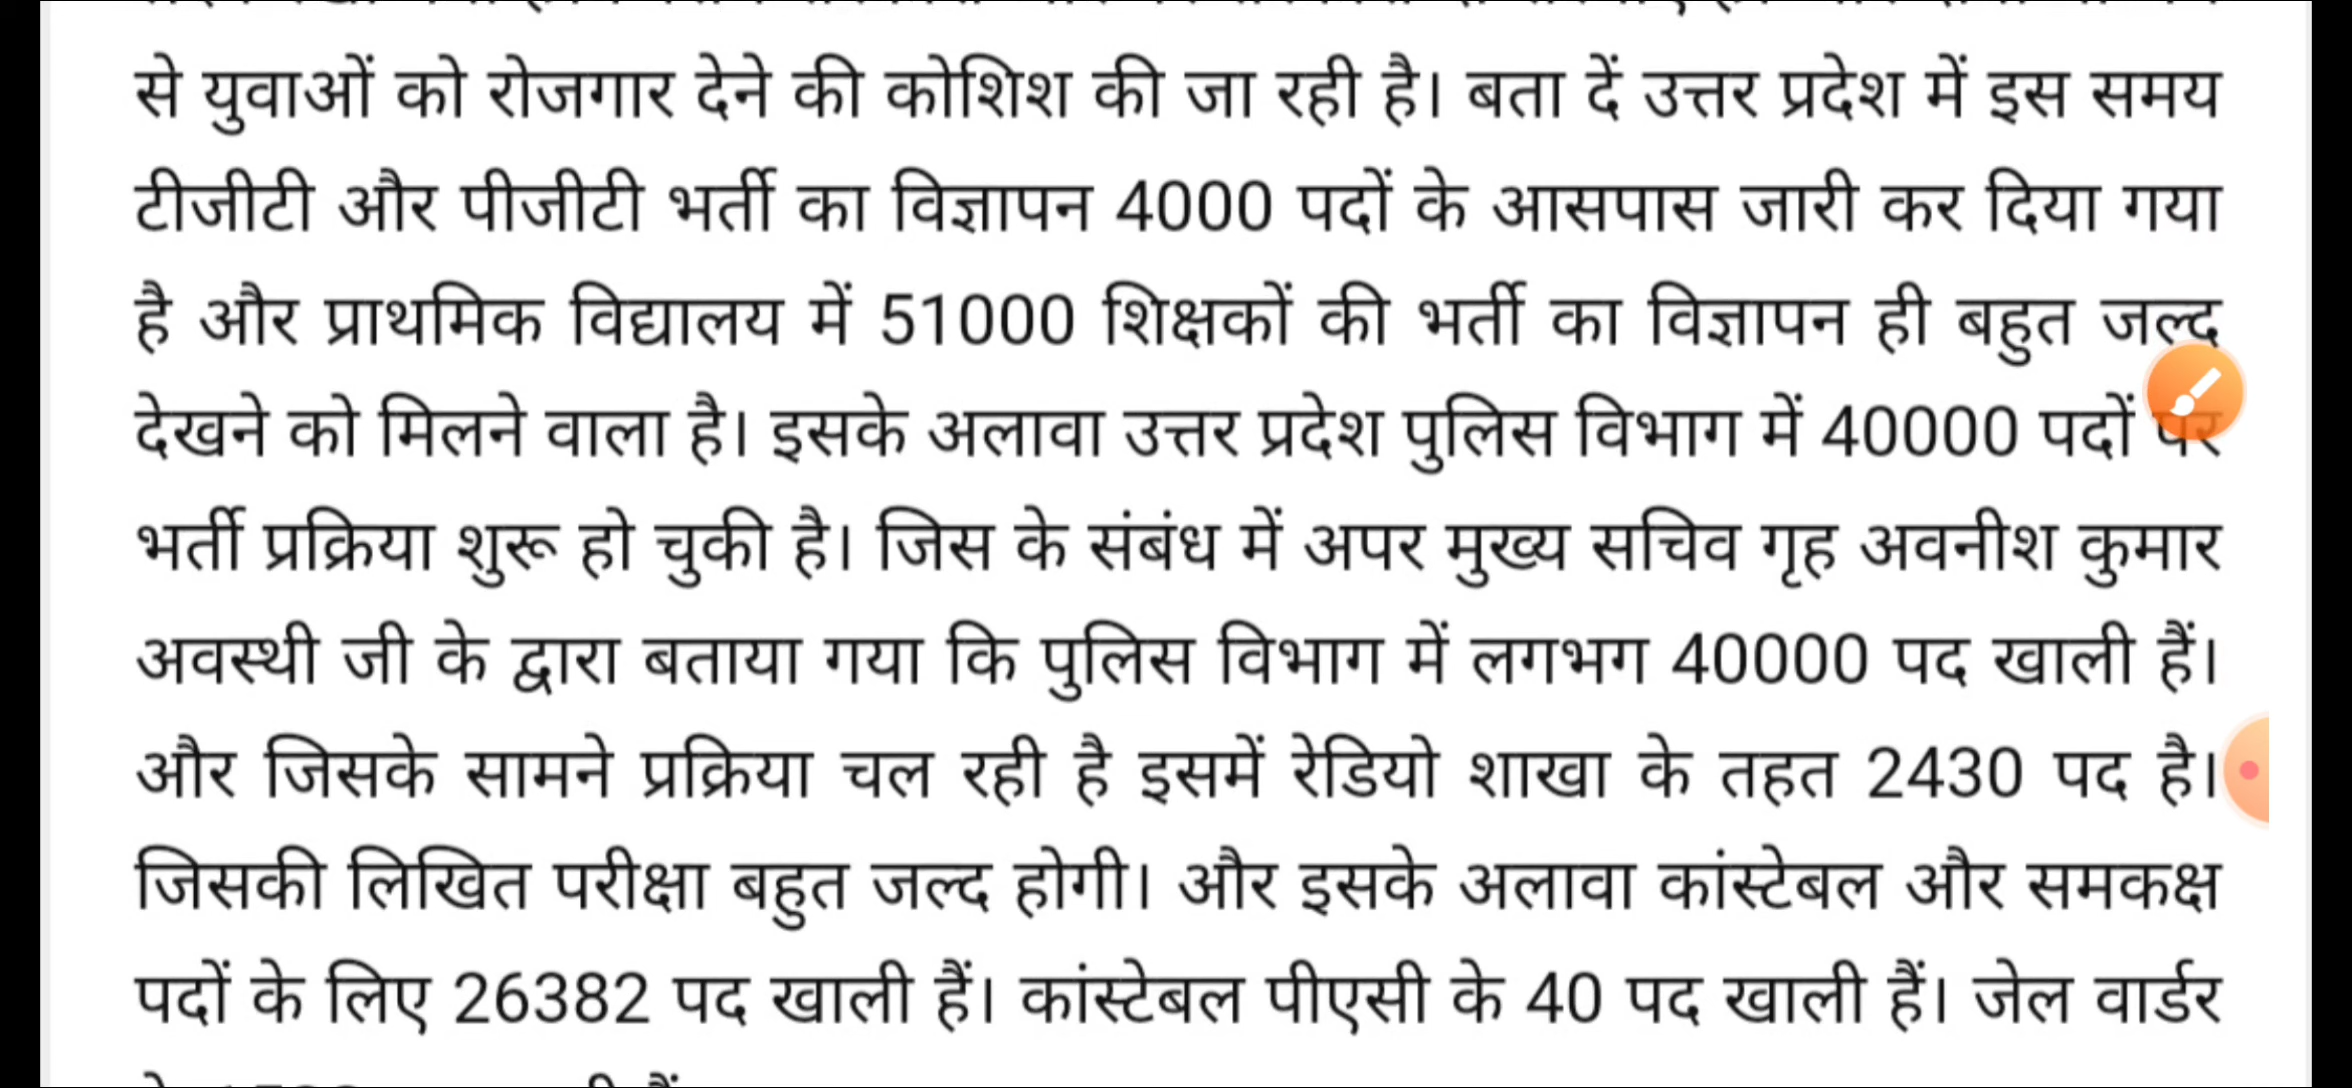 से युवाओं को रोजगार देने की कोशिश की जा रही है। बता दें उत्तर प्रदेश में इस समय
टीजीटी और पीजीटी भर्ती का विज्ञापन 4000 पदों के आसपास जारी कर दिया गया
है और प्राथमिक विद्यालय में 51000 शिक्षकों की भर्ती का विज्ञापन ही बहुत जल्द
देखने को मिलने वाला है। इसके अलावा उत्तर प्रदेश पुलिस विभाग में 40000 पदों पर
भर्ती प्रक्रिया शुरू हो चुकी है। जिस के संबंध में अपर मुख्य सचिव गृह अवनीश कुमार
अवस्थी जी के द्वारा बताया गया कि पुलिस विभाग में लगभग 40000 पद खाली हैं।
और जिसके सामने प्रक्रिया चल रही है इसमें रेडियो शाखा के तहत 2430 पद है।
जिसकी लिखित परीक्षा बहुत जल्द होगी। और इसके अलावा कांस्टेबल और समकक्ष
पदों के लिए 26382 पद खाली हैं। कांस्टेबल पीएसी के 40 पद खाली हैं। जेल वार्डर